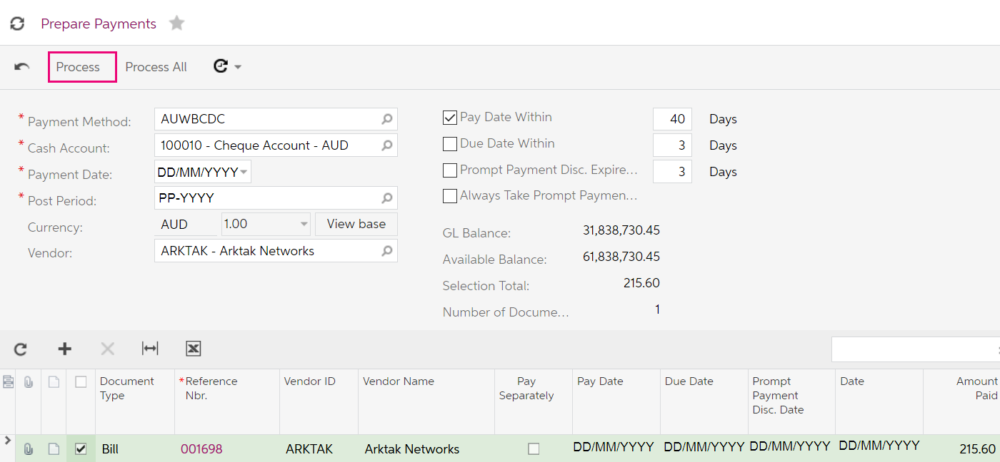 Prepare Payments
Process Process All
* Payment Method: AUWBCDC
* Cash Account: 100010 - Cheque Account - AUD
* Payment Date: DD/MM/YYYY
* Post Period: PP-YYYY
Currency: AUD 1.00 View base
Vendor: ARKTAK - Arktak Networks
Pay Date Within 40 Days
Due Date Within 3 Days
Prompt Payment Disc. Expire... 3 Days
Always Take Prompt Paymen...
GL Balance: 31,838,730.45
Available Balance: 61,838,730.45
Selection Total: 215.60
Number of Docume... 1
Document *Reference Vendor ID Vendor Name Pay Pay Date Due Date Prompt Date Amount
Type Nbr. Separately Payment Paid
Disc. Date
Bill 001698 ARKTAK Arktak Networks DD/MM/YYYY DD/MM/YYYY DD/MM/YYYY DD/MM/YYYY 215.60